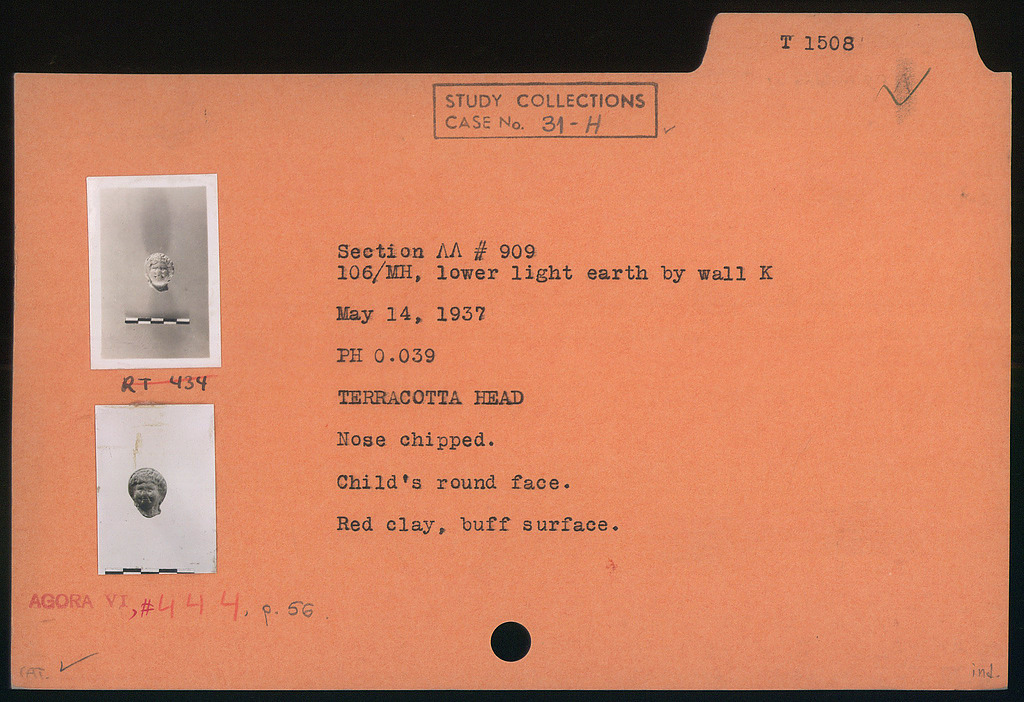 T 1508
STUDY COLLECTIONS
CASE No. 31-H
Section ΛΛ # 909
106/MH, lower light earth by wall K
May 14, 1937
PH 0.039
RT 434
TERRACOTTA HEAD
Nose chipped.
Child's round face.
Red clay, buff surface.
AGORA VI, #444, p. 56
ind.